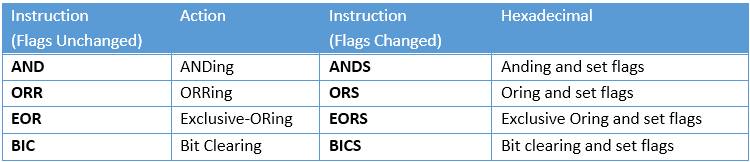 Instruction Action Instruction Hexadecimal
(Flags Unchanged) (Flags Changed)
AND ANDing ANDS Anding and set flags
ORR ORRing ORS Oring and set flags
EOR Exclusive-ORing EORS Exclusive Oring and set flags
BIC Bit Clearing BICS Bit clearing and set flags